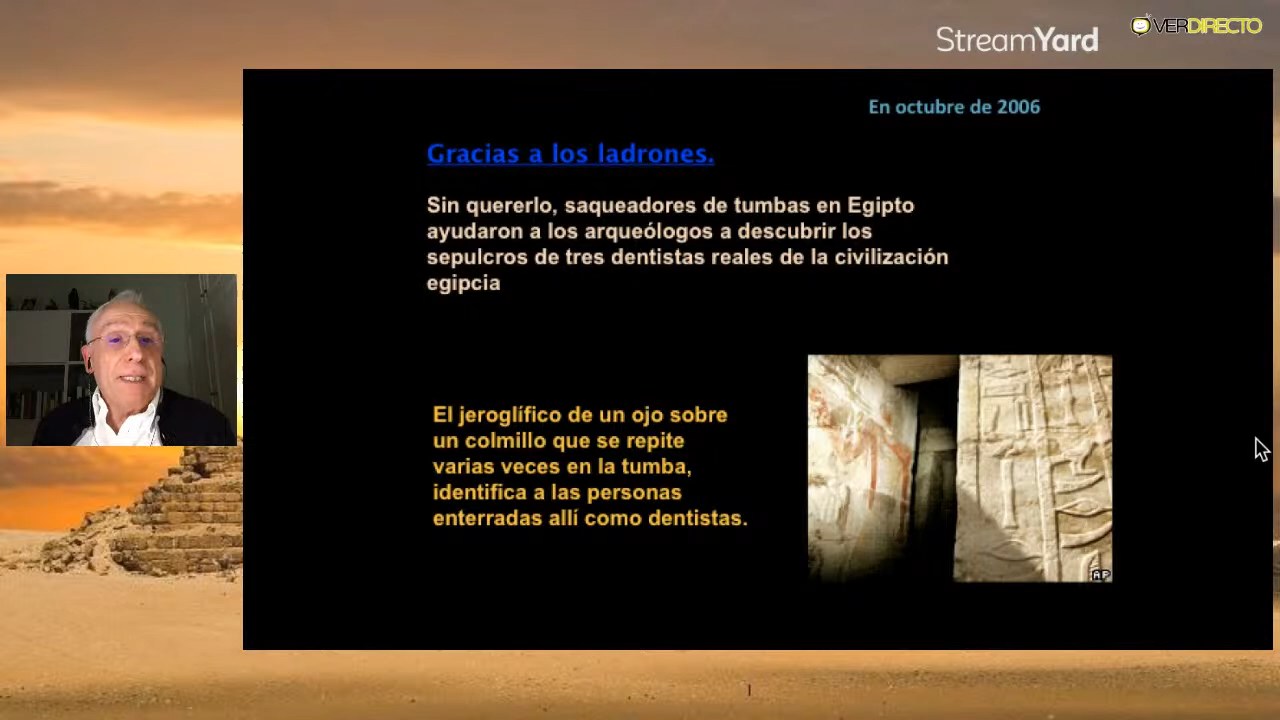 StreamYard
VERDIRECTO
En octubre de 2006
Gracias a los ladrones.
Sin quererlo, saqueadores de tumbas en Egipto
ayudaron a los arqueólogos a descubrir los
sepulcros de tres dentistas reales de la civilización
egipcia
El jeroglífico de un ojo sobre
un colmillo que se repite
varias veces en la tumba,
identifica a las personas
enterradas allí como dentistas.
AP